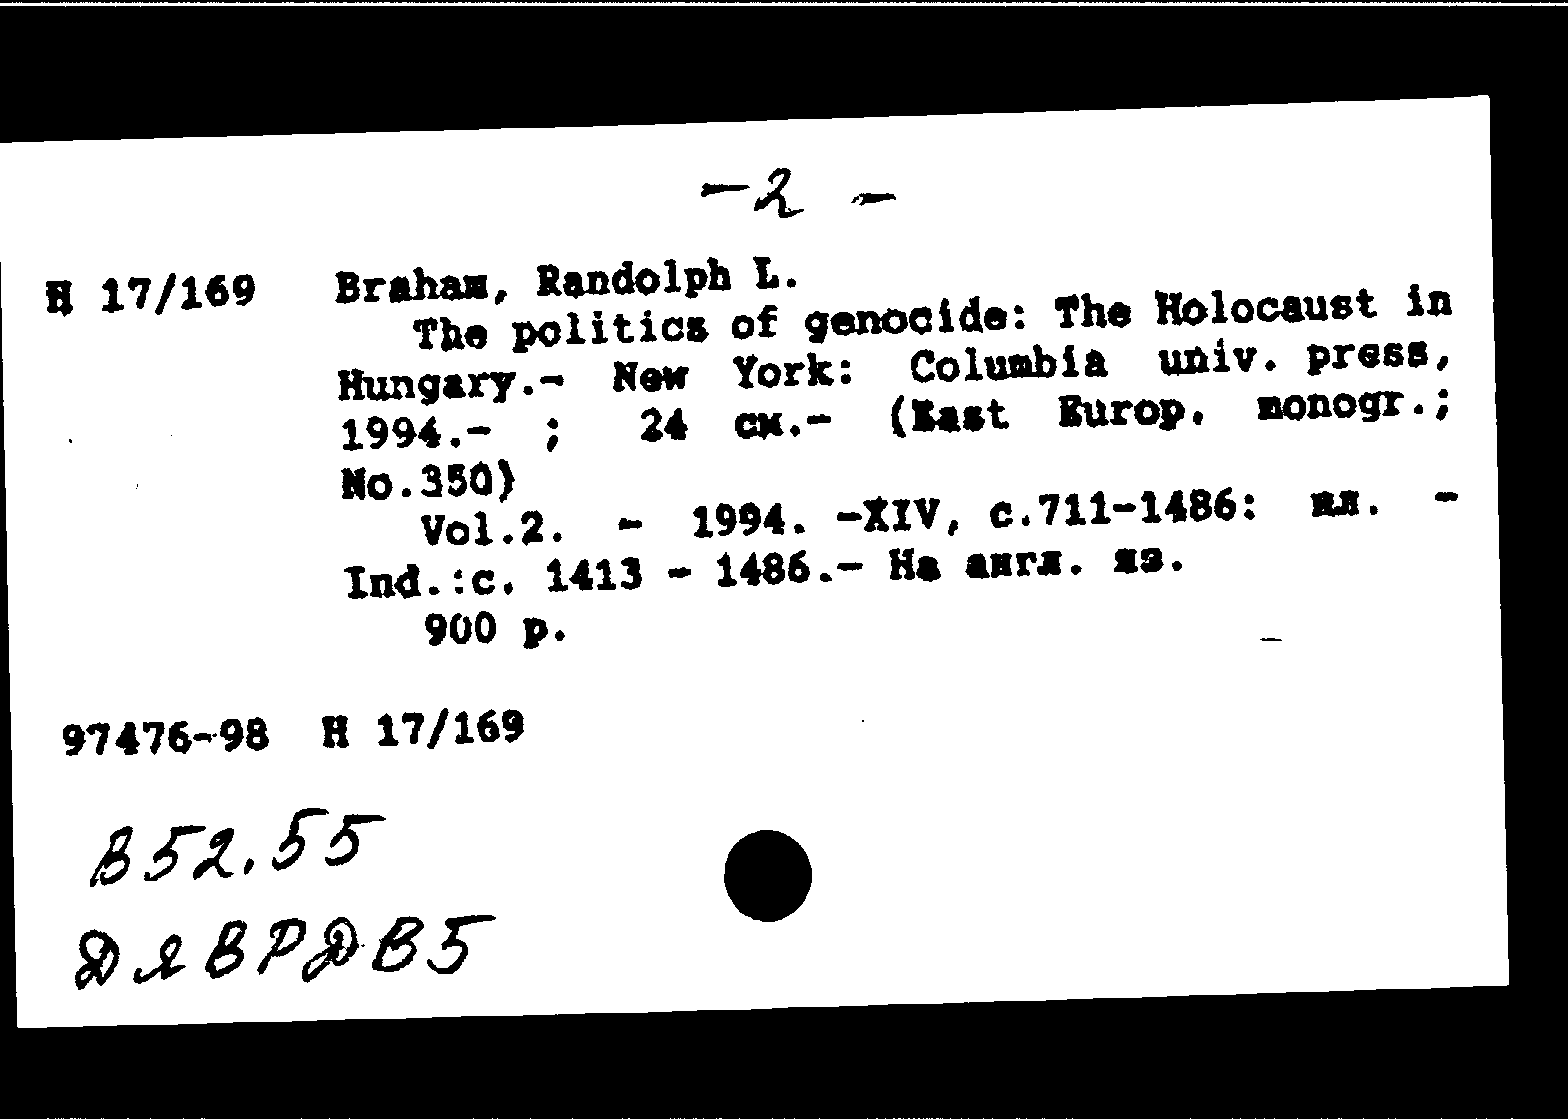 -2 -
H 17/169 Braham, Randolph L.
The politics of genocide: The Holocaust in
Hungary.- New York: Columbia univ. press,
1994.- ; 24 см.- (East Europ. monogr.;
No.350)
Vol.2. - 1994. -XIV, c.711-1486: ил. -
Ind.:c. 1413 - 1486.- На англ. яз.
900 р.
97476-98 H 17/169
В52.55
ДЯВРДВ5